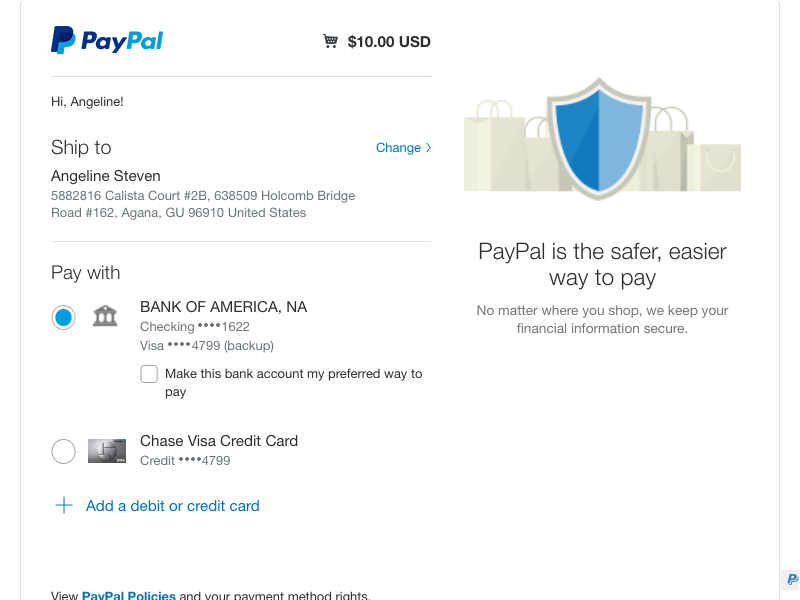 PayPal
$10.00 USD
Hi, Angeline!
Ship to
Change
Angeline Steven
5882816 Calista Court #2B, 638509 Holcomb Bridge
Road #162, Agana, GU 96910 United States
Pay with
BANK OF AMERICA, NA
Checking ••••1622
Visa ••••4799 (backup)
Make this bank account my preferred way to
pay
Chase Visa Credit Card
Credit ••••4799
Add a debit or credit card
View PayPal Policies and your payment method rights.
PayPal is the safer, easier
way to pay
No matter where you shop, we keep your
financial information secure.